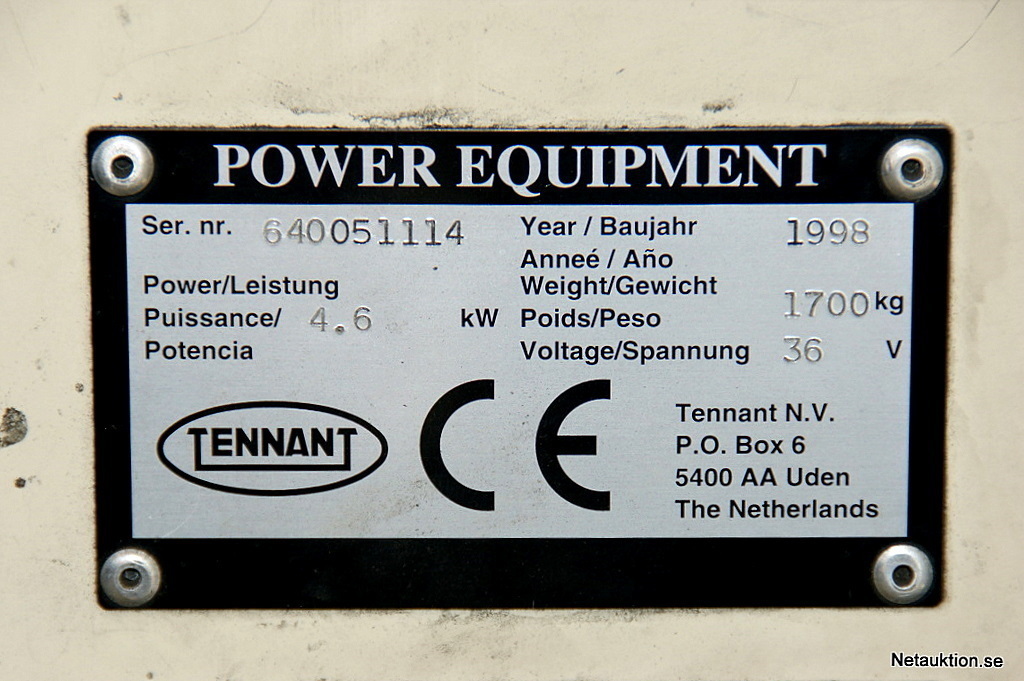 POWER EQUIPMENT
Ser. nr. 640051114
Year / Baujahr 1998
Anneé / Año
Power/Leistung
Weight/Gewicht
Puissance/ 4.6 kW
Poids/Peso 1700 kg
Potencia
Voltage/Spannung 36 V
TENNANT
CE
Tennant N.V.
P.O. Box 6
5400 AA Uden
The Netherlands
Netauktion.se